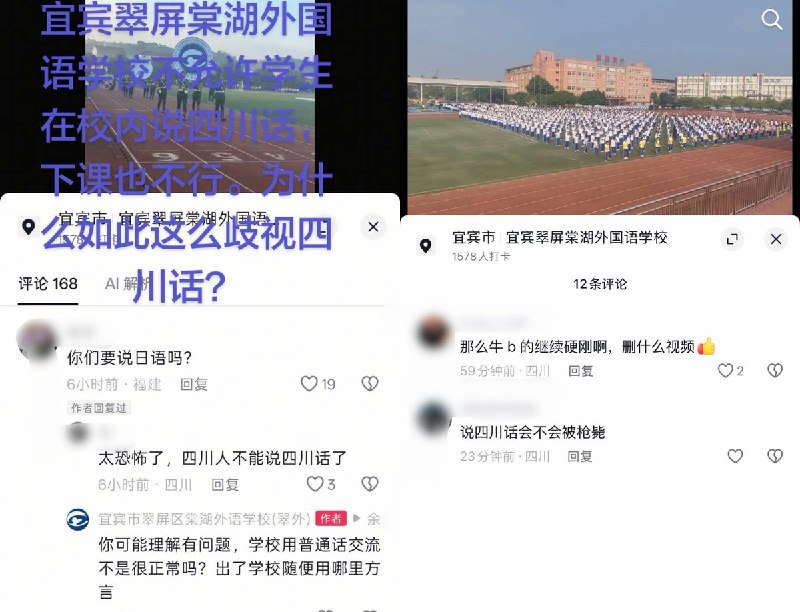 宜宾翠屏棠湖外国
语学校不允许学生
在校内说四川话，
下课也不行。为什
么如此这么歧视四
川话？
宜宾市
宜宾翠屏棠湖外国语
评论 168
AI 解析
你们要说日语吗？
6小时前 · 福建
回复
19
作者回复过
太恐怖了，四川人不能说四川话了
6小时前 · 四川
回复
3
宜宾市翠屏区棠湖外语学校(翠外)
作者
余
你可能理解有问题，学校用普通话交流
不是很正常吗？出了学校随便用哪里方
言
宜宾市
宜宾翠屏棠湖外国语学校
1578人打卡
12条评论
那么牛 b 的继续硬刚啊，删什么视频👍
59分钟前 · 四川
回复
2
说四川话会不会被枪毙
23分钟前 · 四川
回复